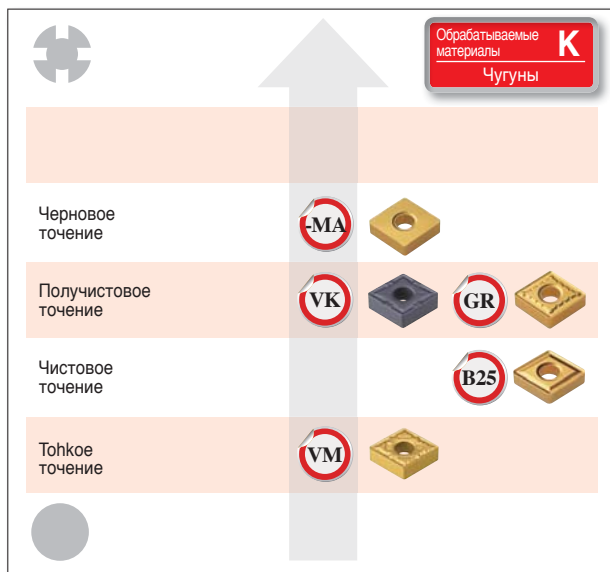 Обрабатываемые
материалы
K
Чугуны
Черновое
точение
-MA
Получистовое
точение
VK
GR
Чистовое
точение
B25
Tohkoe
точение
VM